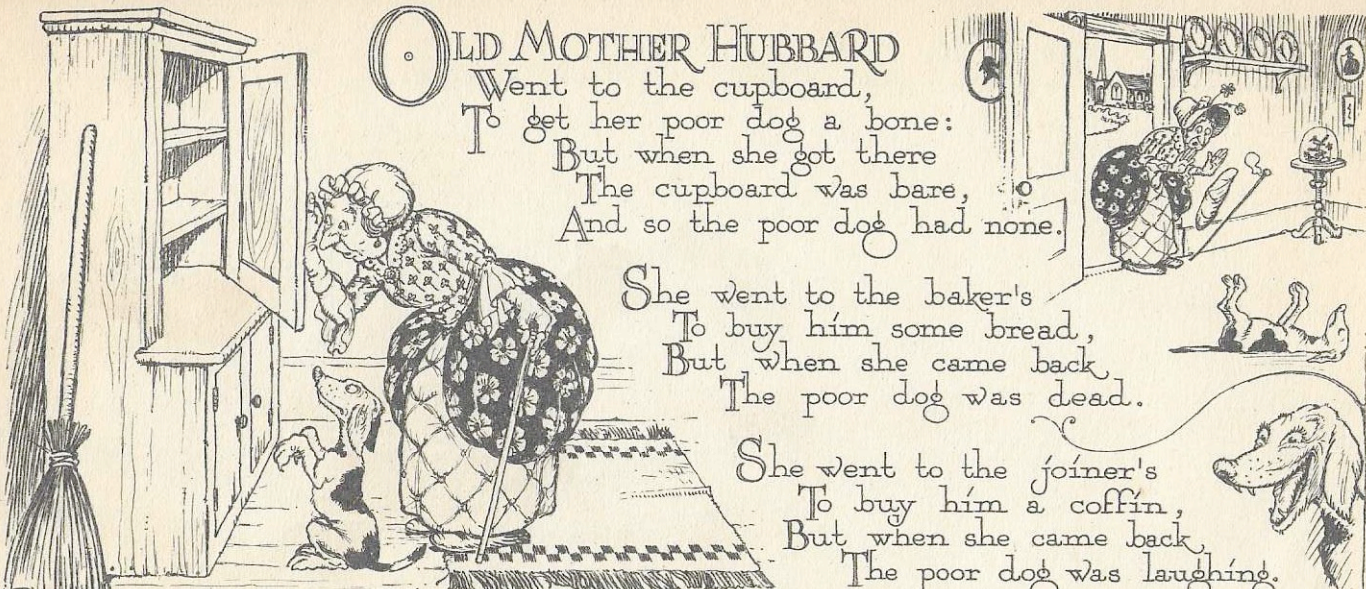 OLD MOTHER HUBBARD
Went to the cupboard,
To get her poor dog a bone:
But when she got there
The cupboard was bare,
And so the poor dog had none.
She went to the baker's
To buy him some bread,
But when she came back
The poor dog was dead.
She went to the joiner's
To buy him a coffin,
But when she came back,
The poor dog was laughing.